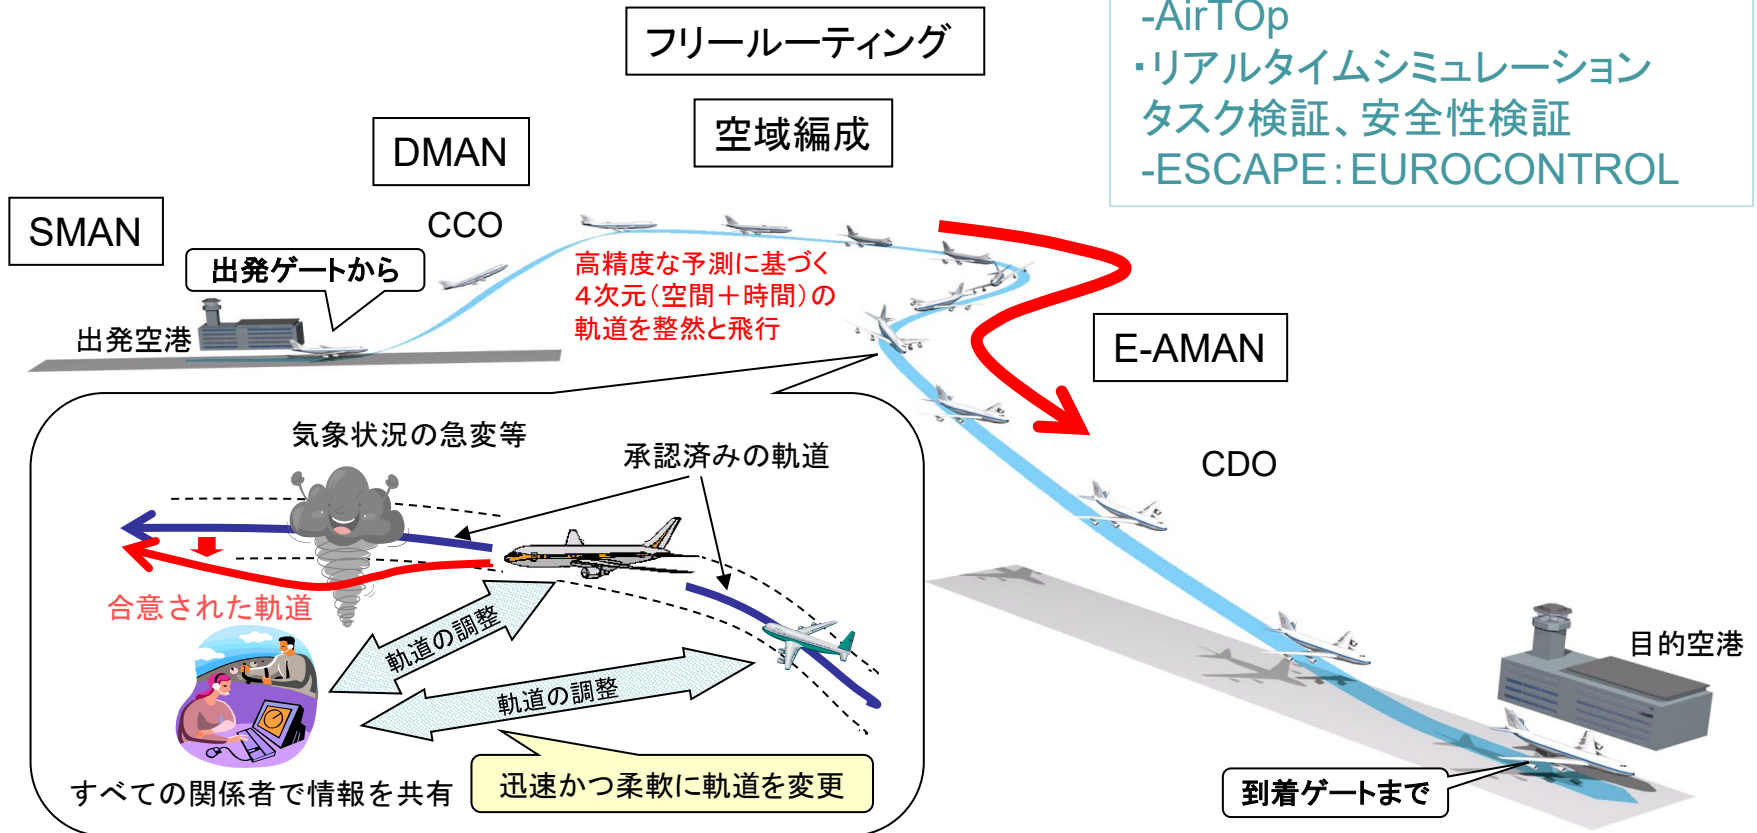 -AirTOp
・リアルタイムシミュレーション
タスク検証、安全性検証
-ESCAPE：EUROCONTROL
フリールーティング
空域編成
DMAN
SMAN
CCO
出発ゲートから
出発空港
高精度な予測に基づく
４次元（空間＋時間）の
軌道を整然と飛行
E-AMAN
CDO
気象状況の急変等
承認済みの軌道
合意された軌道
軌道の調整
軌道の調整
すべての関係者で情報を共有
迅速かつ柔軟に軌道を変更
目的空港
到着ゲートまで